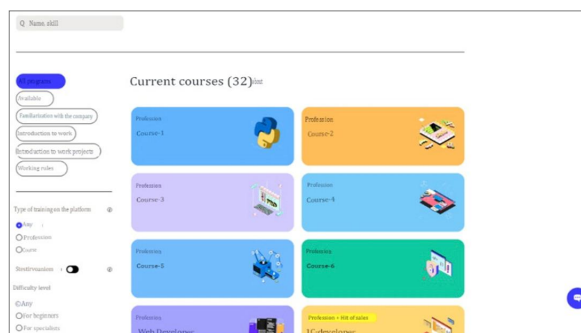 Q Name, skill
Current courses (32)
All programs
Available
Familiarization with the company
Introduction to work
Introduction to work projects
Working rules
Type of training on the platform
Any
Profession
Course
Difficulty level
Any
For beginners
For specialists
Profession
Course-1
Profession
Course-2
Profession
Course-3
Profession
Course-4
Profession
Course-5
Profession
Course-6
Profession
Web Developer
Profession + Hit of sales
1C-developer